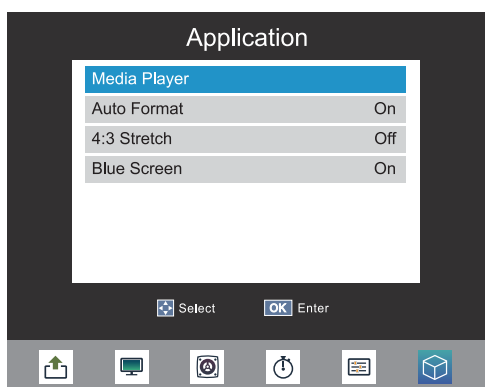 Application
Media Player
Auto Format On
4:3 Stretch Off
Blue Screen On
Select OK Enter